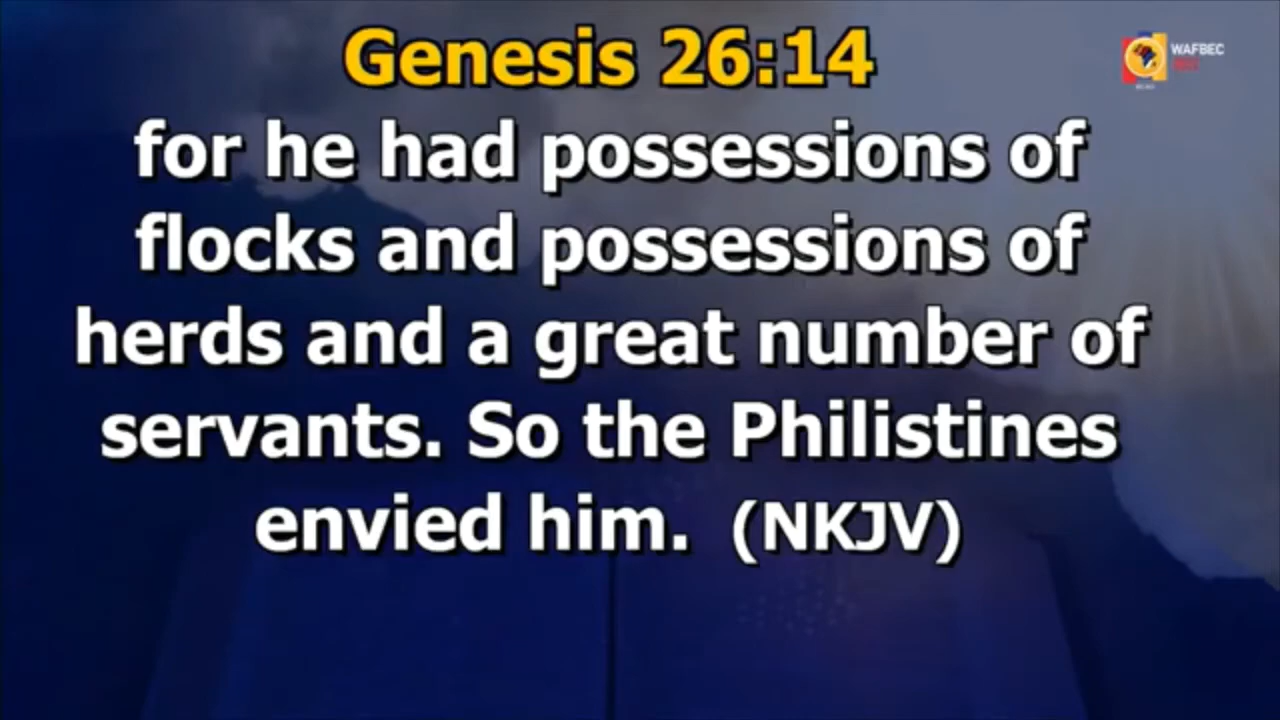 Genesis 26:14
WAFBEC
for he had possessions of
flocks and possessions of
herds and a great number of
servants. So the Philistines
envied him. (NKJV)